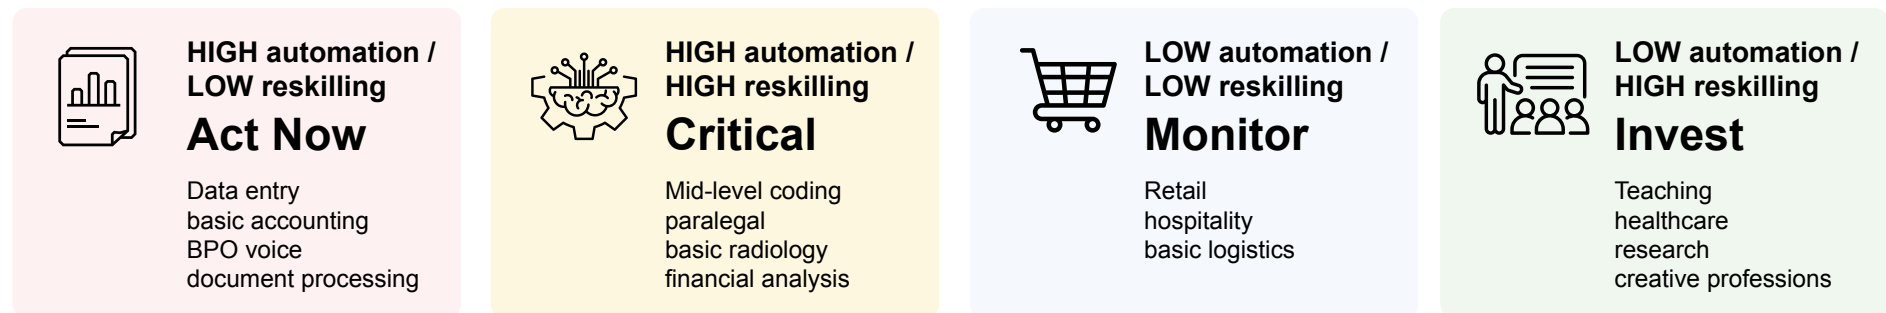 HIGH automation /
LOW reskilling
Act Now
Data entry
basic accounting
BPO voice
document processing
HIGH automation /
HIGH reskilling
Critical
Mid-level coding
paralegal
basic radiology
financial analysis
LOW automation /
LOW reskilling
Monitor
Retail
hospitality
basic logistics
LOW automation /
HIGH reskilling
Invest
Teaching
healthcare
research
creative professions